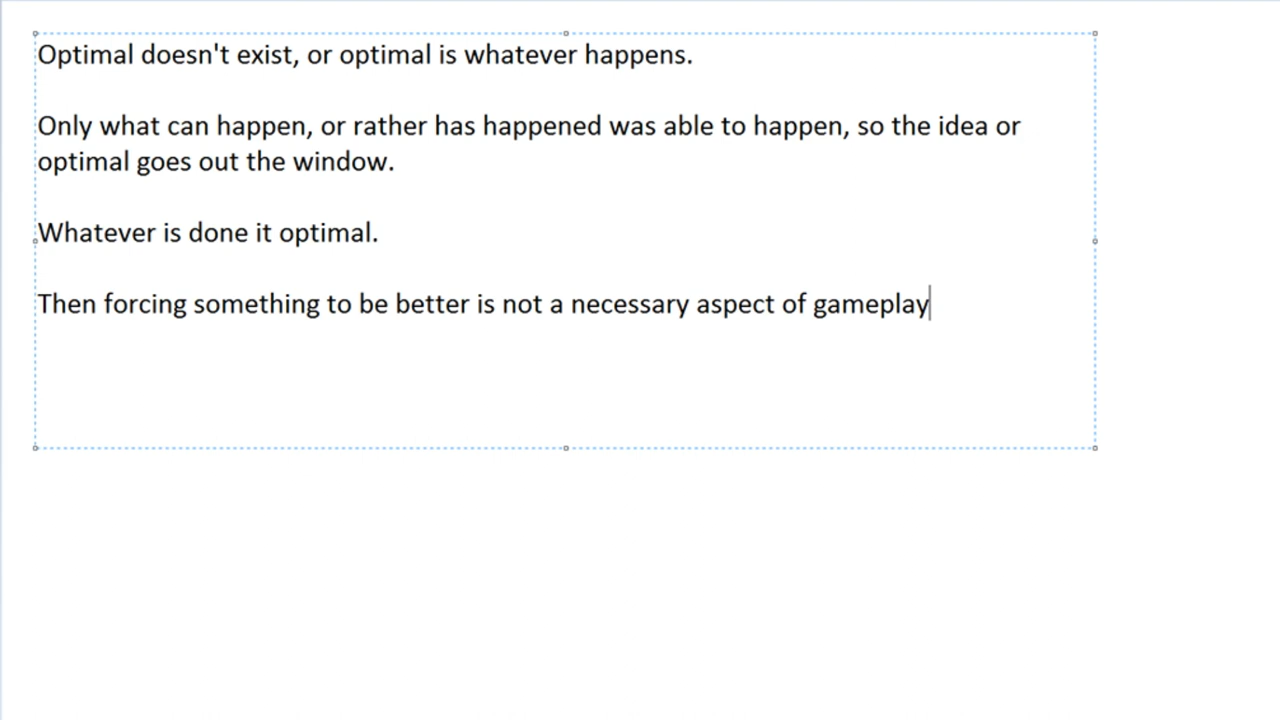 Optimal doesn't exist, or optimal is whatever happens.
Only what can happen, or rather has happened was able to happen, so the idea or
optimal goes out the window.
Whatever is done it optimal.
Then forcing something to be better is not a necessary aspect of gameplay